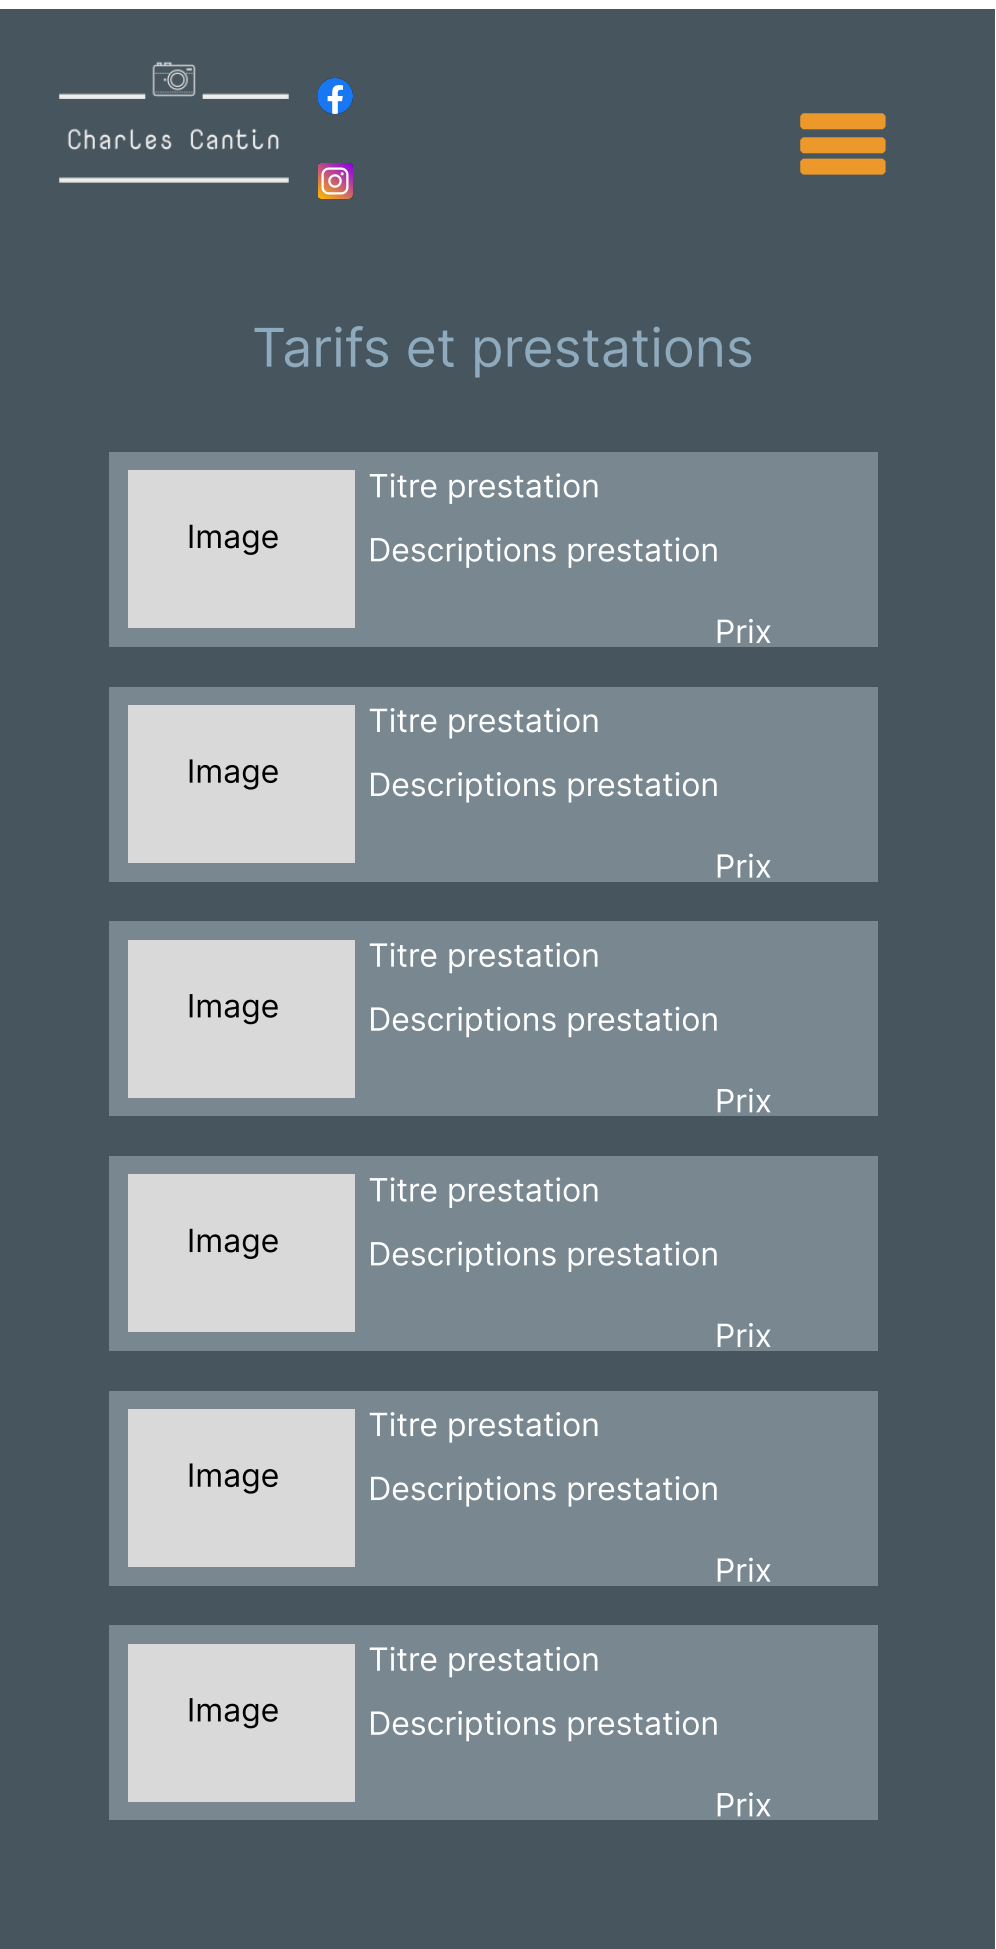 Charles Cantin
Tarifs et prestations
Titre prestation
Image
Descriptions prestation
Prix
Titre prestation
Image
Descriptions prestation
Prix
Titre prestation
Image
Descriptions prestation
Prix
Titre prestation
Image
Descriptions prestation
Prix
Titre prestation
Image
Descriptions prestation
Prix
Titre prestation
Image
Descriptions prestation
Prix